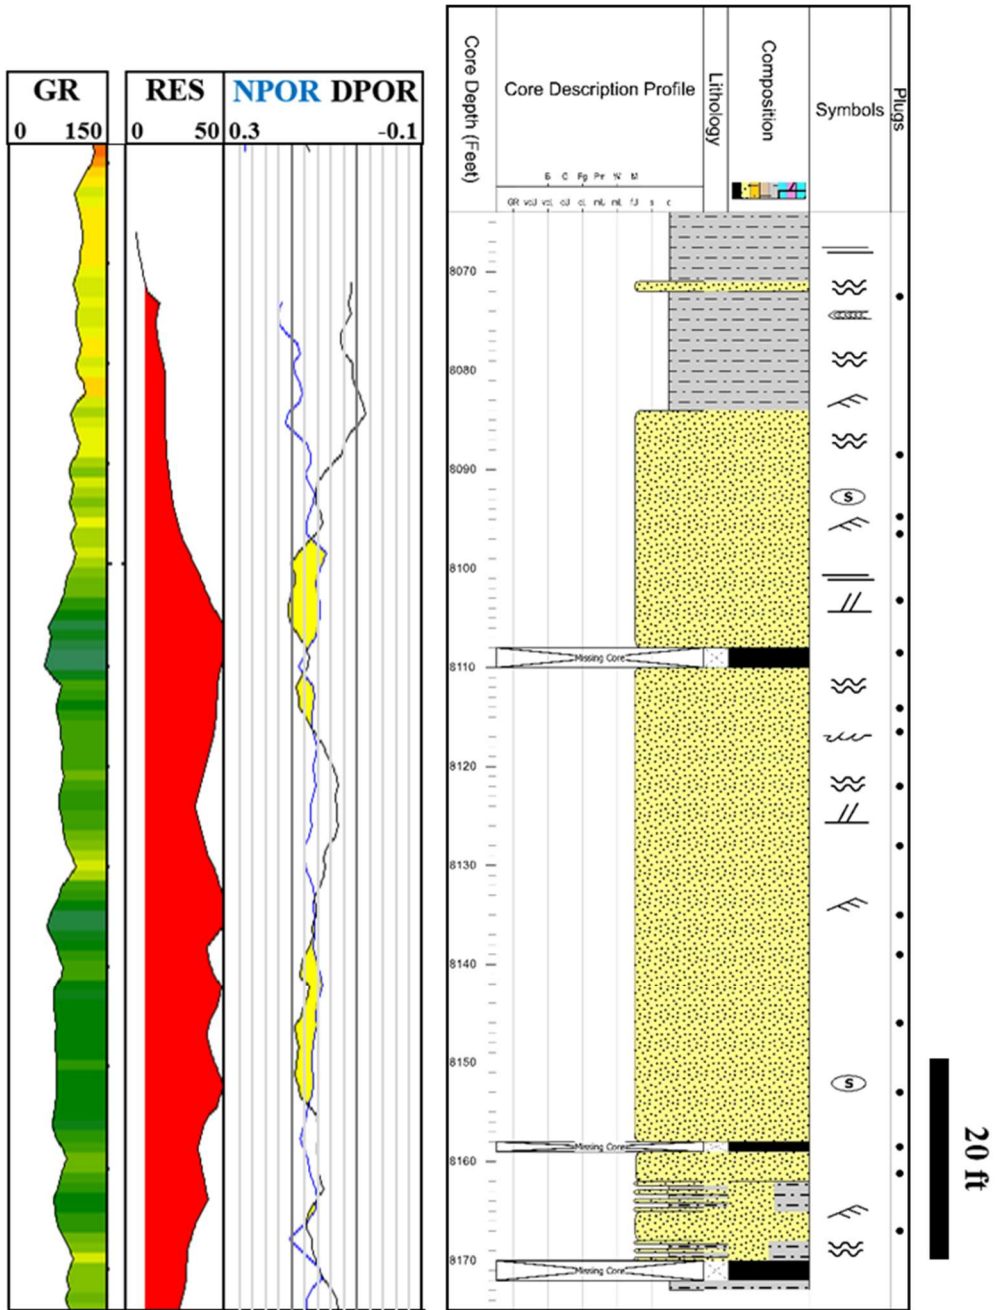 GR
0 150
RES
0 50
NPOR DPOR
0.3 -0.1
Core Depth (Feet)
Core Description Profile
Lithology
Composition
Symbols
Plugs
8070
8080
8090
S
8100
Missing Core
8110
8120
8130
8140
8150
S
Missing Core
8160
8170
Missing Core
20 ft